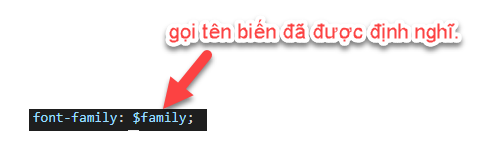 gọi tên biến đã được định nghĩ.
font-family: $family;